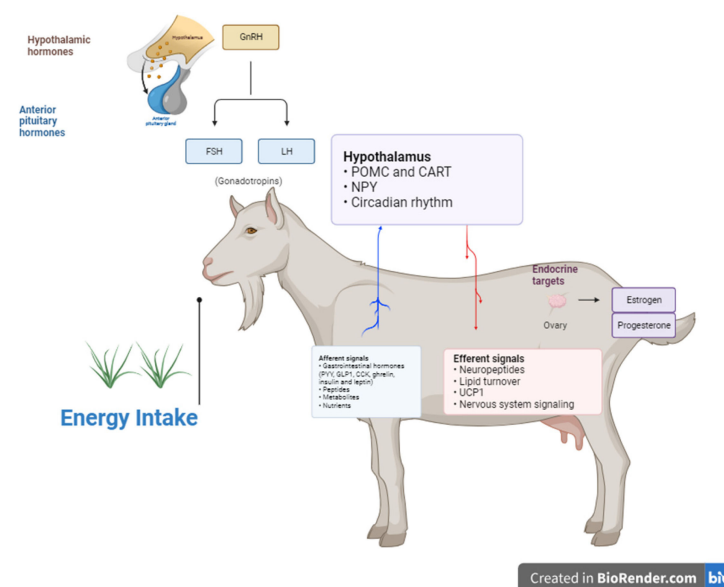 Hypothalamic
hormones
Hypothalamus
GnRH
Anterior
pituitary
hormones
Anterior
pituitary gland
FSH
LH
(Gonadotropins)
Hypothalamus
• POMC and CART
• NPY
• Circadian rhythm
Endocrine
targets
Ovary
Estrogen
Progesterone
Afferent signals
• Gastrointestinal hormones
(PYY, GLP1, CCK, ghrelin,
insulin and leptin)
• Peptides
• Metabolites
• Nutrients
Efferent signals
• Neuropeptides
• Lipid turnover
• UCP1
• Nervous system signaling
Energy Intake
Created in BioRender.com